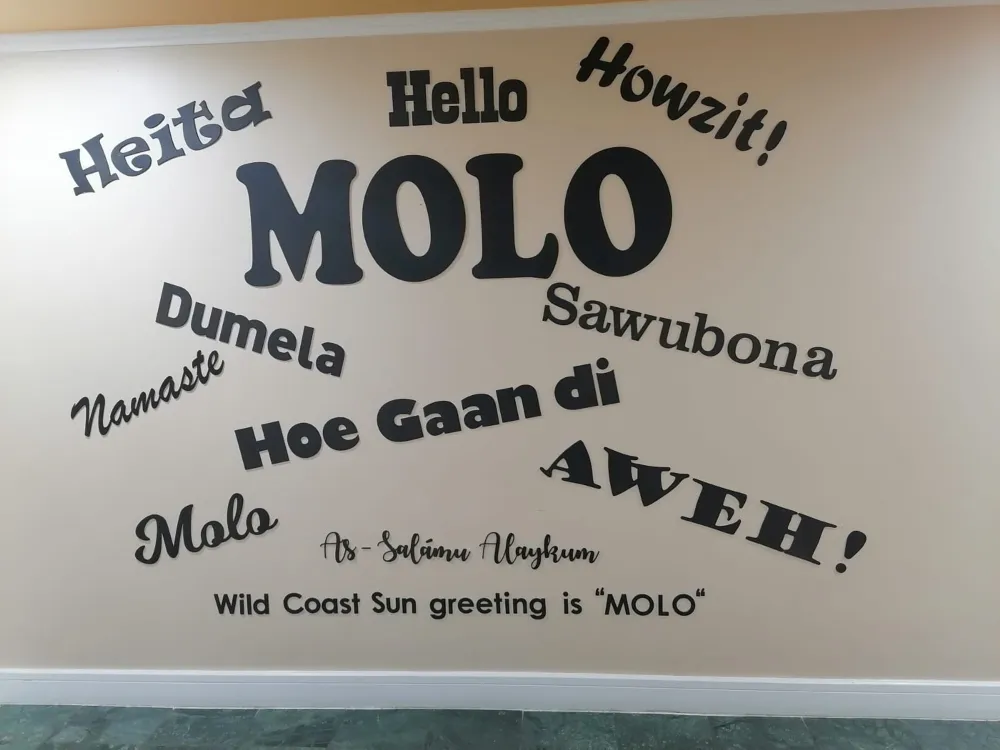 Heita
Hello
Howzit!
MOLO
Dumela
Sawubona
Namaste
Hoe Gaan di
AWEH!
Molo
As-Salámu Alaykum
Wild Coast Sun greeting is “MOLO“